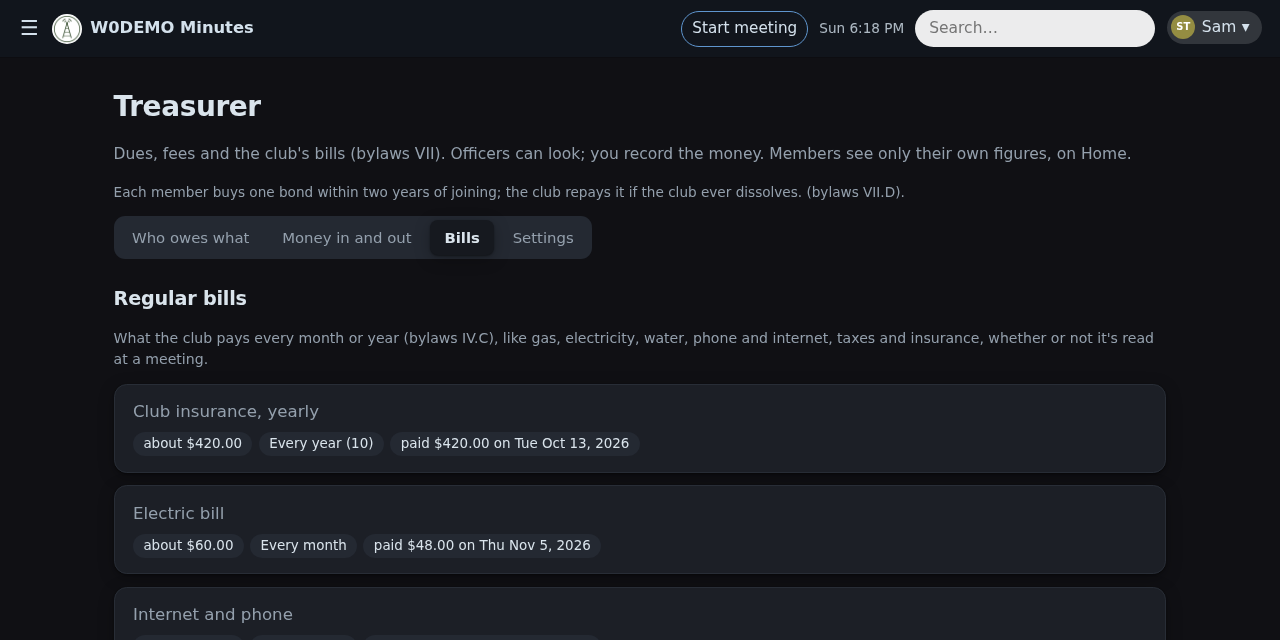 ☰ W0DEMO Minutes Start meeting Sun 6:18 PM Search... ST Sam ▾
Treasurer
Dues, fees and the club's bills (bylaws VII). Officers can look; you record the money. Members see only their own figures, on Home.
Each member buys one bond within two years of joining; the club repays it if the club ever dissolves. (bylaws VII.D).
Who owes what Money in and out Bills Settings
Regular bills
What the club pays every month or year (bylaws IV.C), like gas, electricity, water, phone and internet, taxes and insurance, whether or not it's read
at a meeting.
Club insurance, yearly
about $420.00 Every year (10) paid $420.00 on Tue Oct 13, 2026
Electric bill
about $60.00 Every month paid $48.00 on Thu Nov 5, 2026
Internet and phone